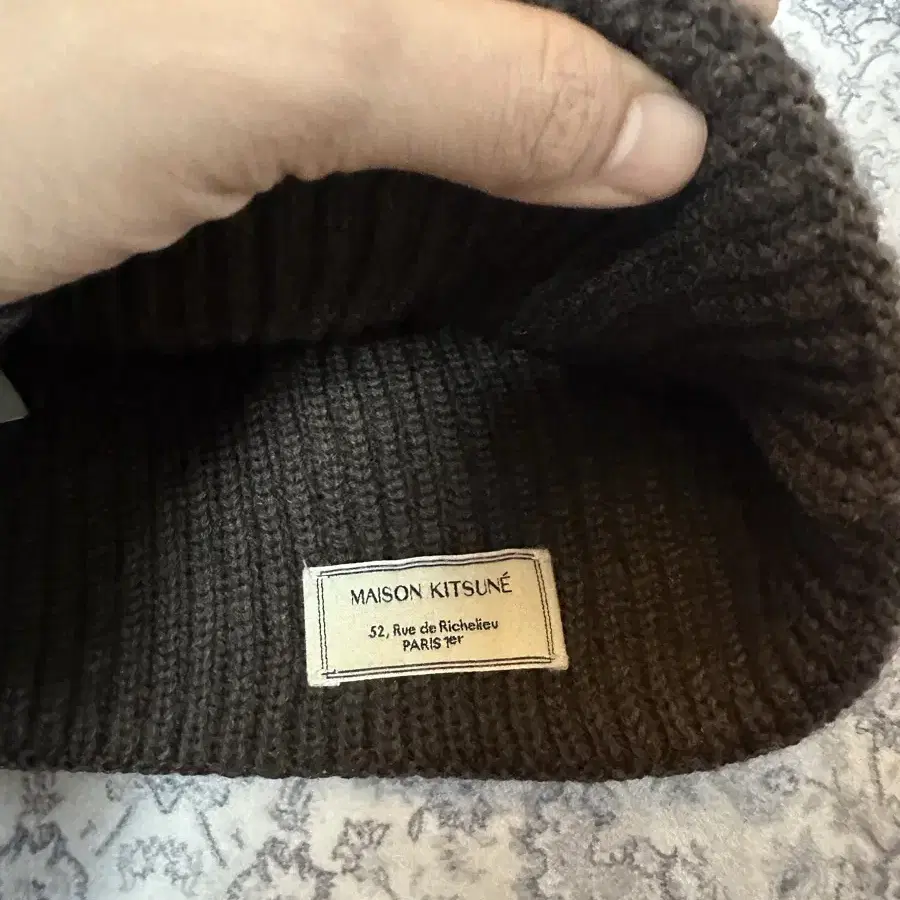 MAISON KITSUNÉ
52, Rue de Richelieu
PARIS 1er